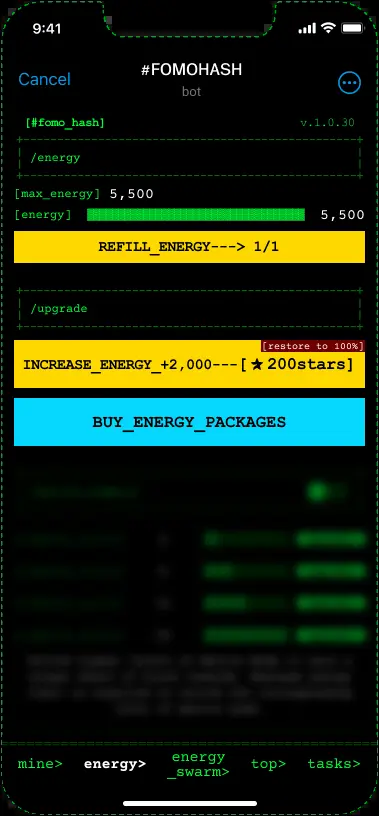 9:41
Cancel
#FOMOHASH
bot
[#fomo_hash]
v.1.0.30
/energy
[max_energy] 5,500
[energy] 5,500
REFILL_ENERGY---> 1/1
/upgrade
[restore to 100%]
INCREASE_ENERGY_+2,000---[★200stars]
BUY_ENERGY_PACKAGES
mine>
energy>
energy
_swarm>
top>
tasks>